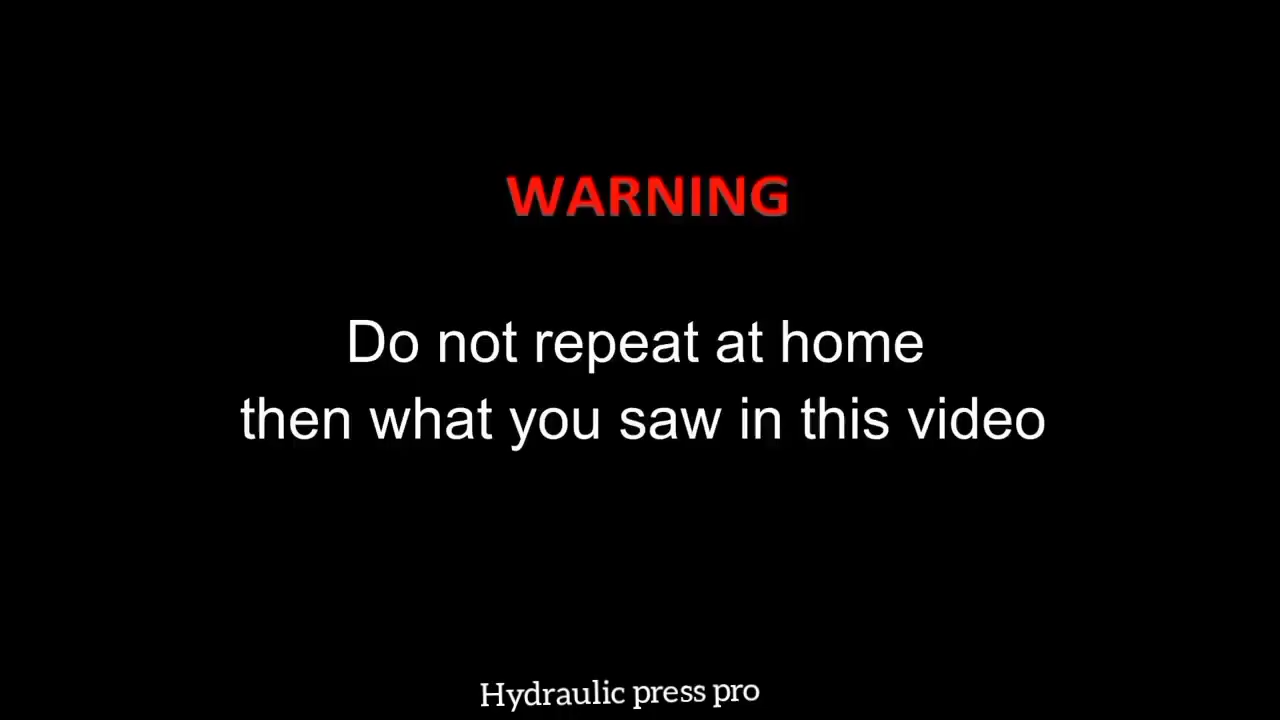 WARNING
Do not repeat at home
then what you saw in this video
Hydraulic press pro